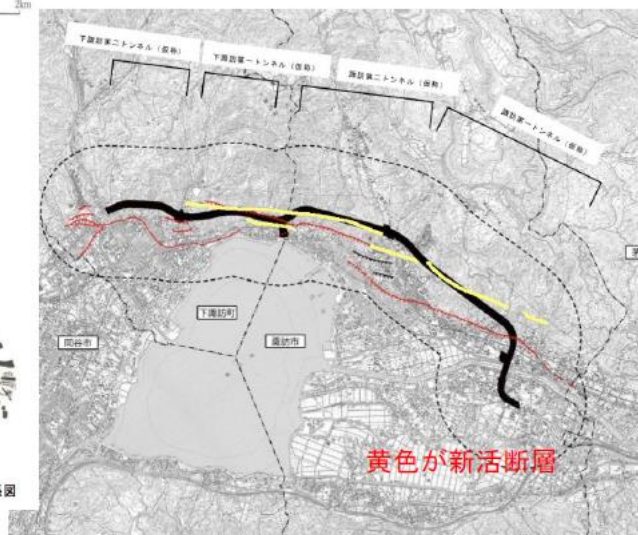 2km
下諏訪第二トンネル（仮称）
下諏訪第一トンネル（仮称）
諏訪第二トンネル（仮称）
諏訪第一トンネル（仮称）
下諏訪町
岡谷市
諏訪市
黄色が新活断層
図